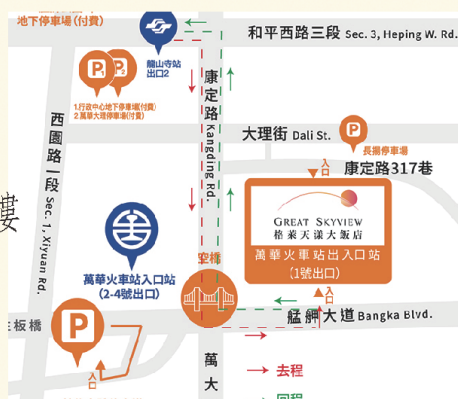 地下停車場(付費)
和平西路三段 Sec. 3, Heping W. Rd.
龍山寺站
出口2
P1
P2
1.行政中心地下停車場(付費)
2.萬華大理停車場(付費)
康定路 Kangding Rd.
西園路一段 Sec. 1, Xiyuan Rd.
大理街 Dali St.
P
長揚停車場
入口
康定路317巷
樓
GREAT SKYVIEW
格萊天漾大飯店
萬華火車站出入口站
(1號出口)
萬華火車站入口站
(2-4號出口)
空橋
入口
艋舺大道 Bangka Blvd.
板橋
P
入口
萬大
去程
回程